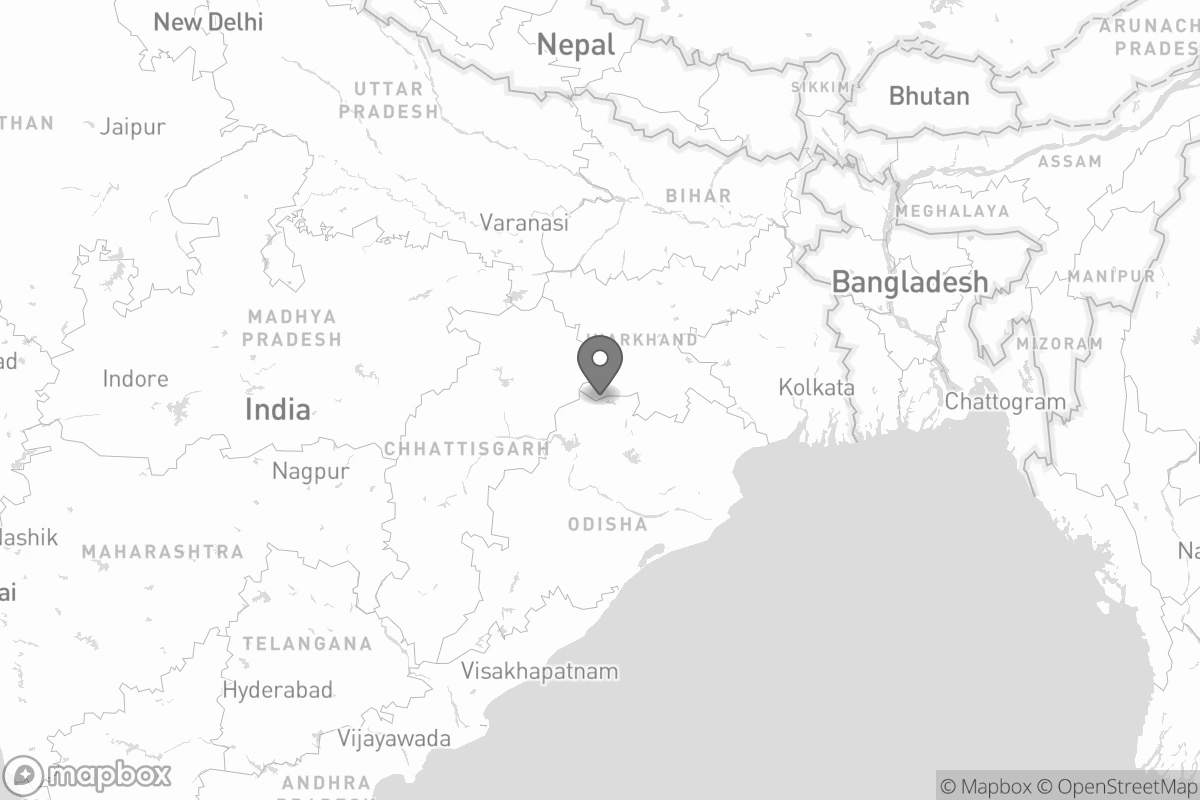 New Delhi
Nepal
ARUNACH
PRADES
SIKKIM
Bhutan
UTTAR
PRADESH
THAN
Jaipur
ASSAM
BIHAR
MEGHALAYA
Varanasi
MANIPUR
Bangladesh
MADHYA
PRADESH
MIZORAM
ad
Indore
Kolkata
Chattogram
India
CHHATTISGARH
Nagpur
ODISHA
Nashik
MAHARASHTRA
Na
ai
TELANGANA
Visakhapatnam
Hyderabad
Vijayawada
mapbox
ANDHRA
© Mapbox © OpenStreetMap